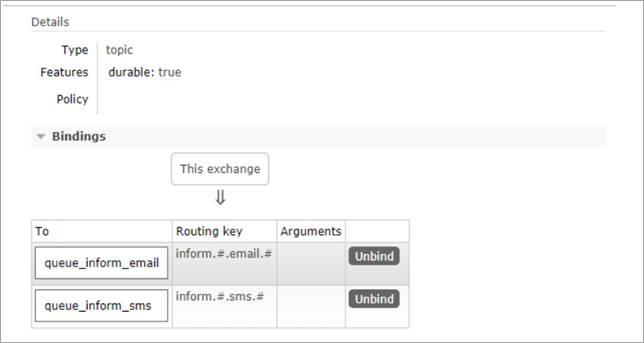 Details
Type topic
Features durable: true
Policy
Bindings
This exchange
To Routing key Arguments
queue_inform_email inform.#.email.# Unbind
queue_inform_sms inform.#.sms.# Unbind